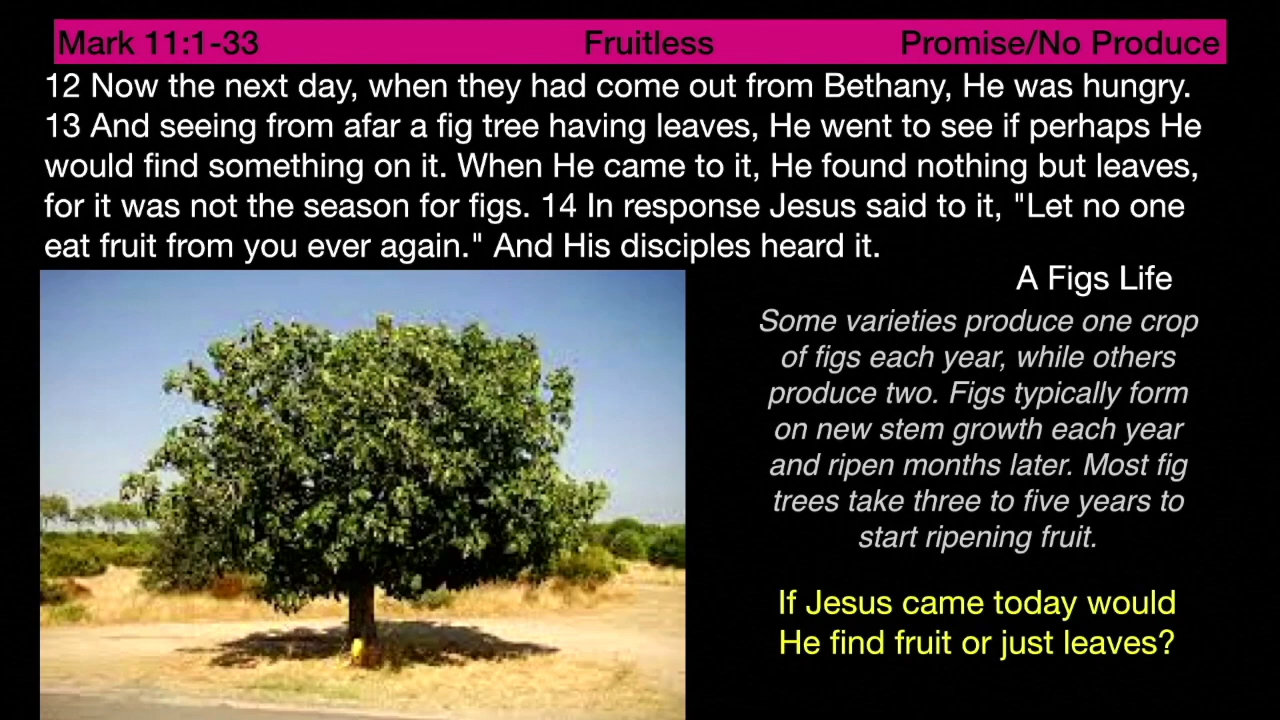 Mark 11:1-33 Fruitless Promise/No Produce
12 Now the next day, when they had come out from Bethany, He was hungry.
13 And seeing from afar a fig tree having leaves, He went to see if perhaps He
would find something on it. When He came to it, He found nothing but leaves,
for it was not the season for figs. 14 In response Jesus said to it, "Let no one
eat fruit from you ever again." And His disciples heard it.
A Figs Life
Some varieties produce one crop
of figs each year, while others
produce two. Figs typically form
on new stem growth each year
and ripen months later. Most fig
trees take three to five years to
start ripening fruit.
If Jesus came today would
He find fruit or just leaves?